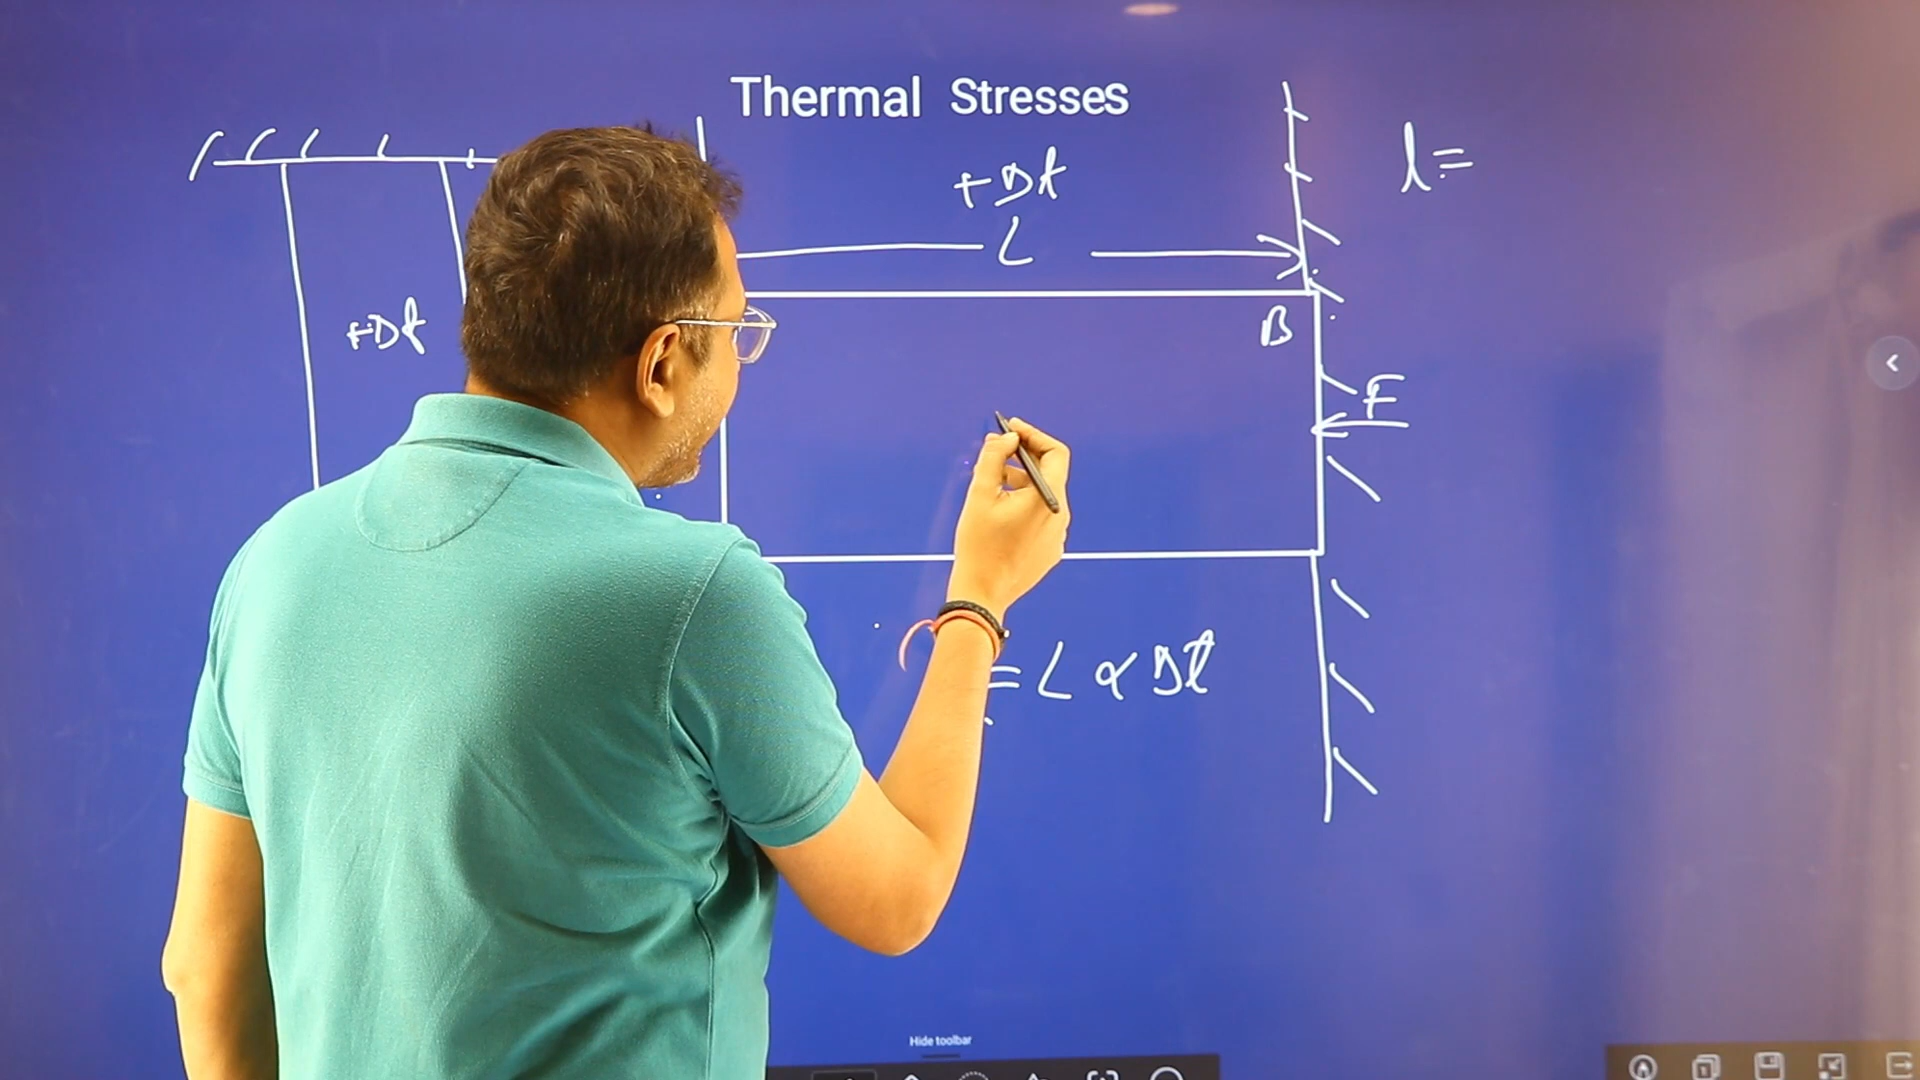 Thermal Stresses
+Δt
l=
L
+Δt
B
F
= L α Δt
Hide toolbar